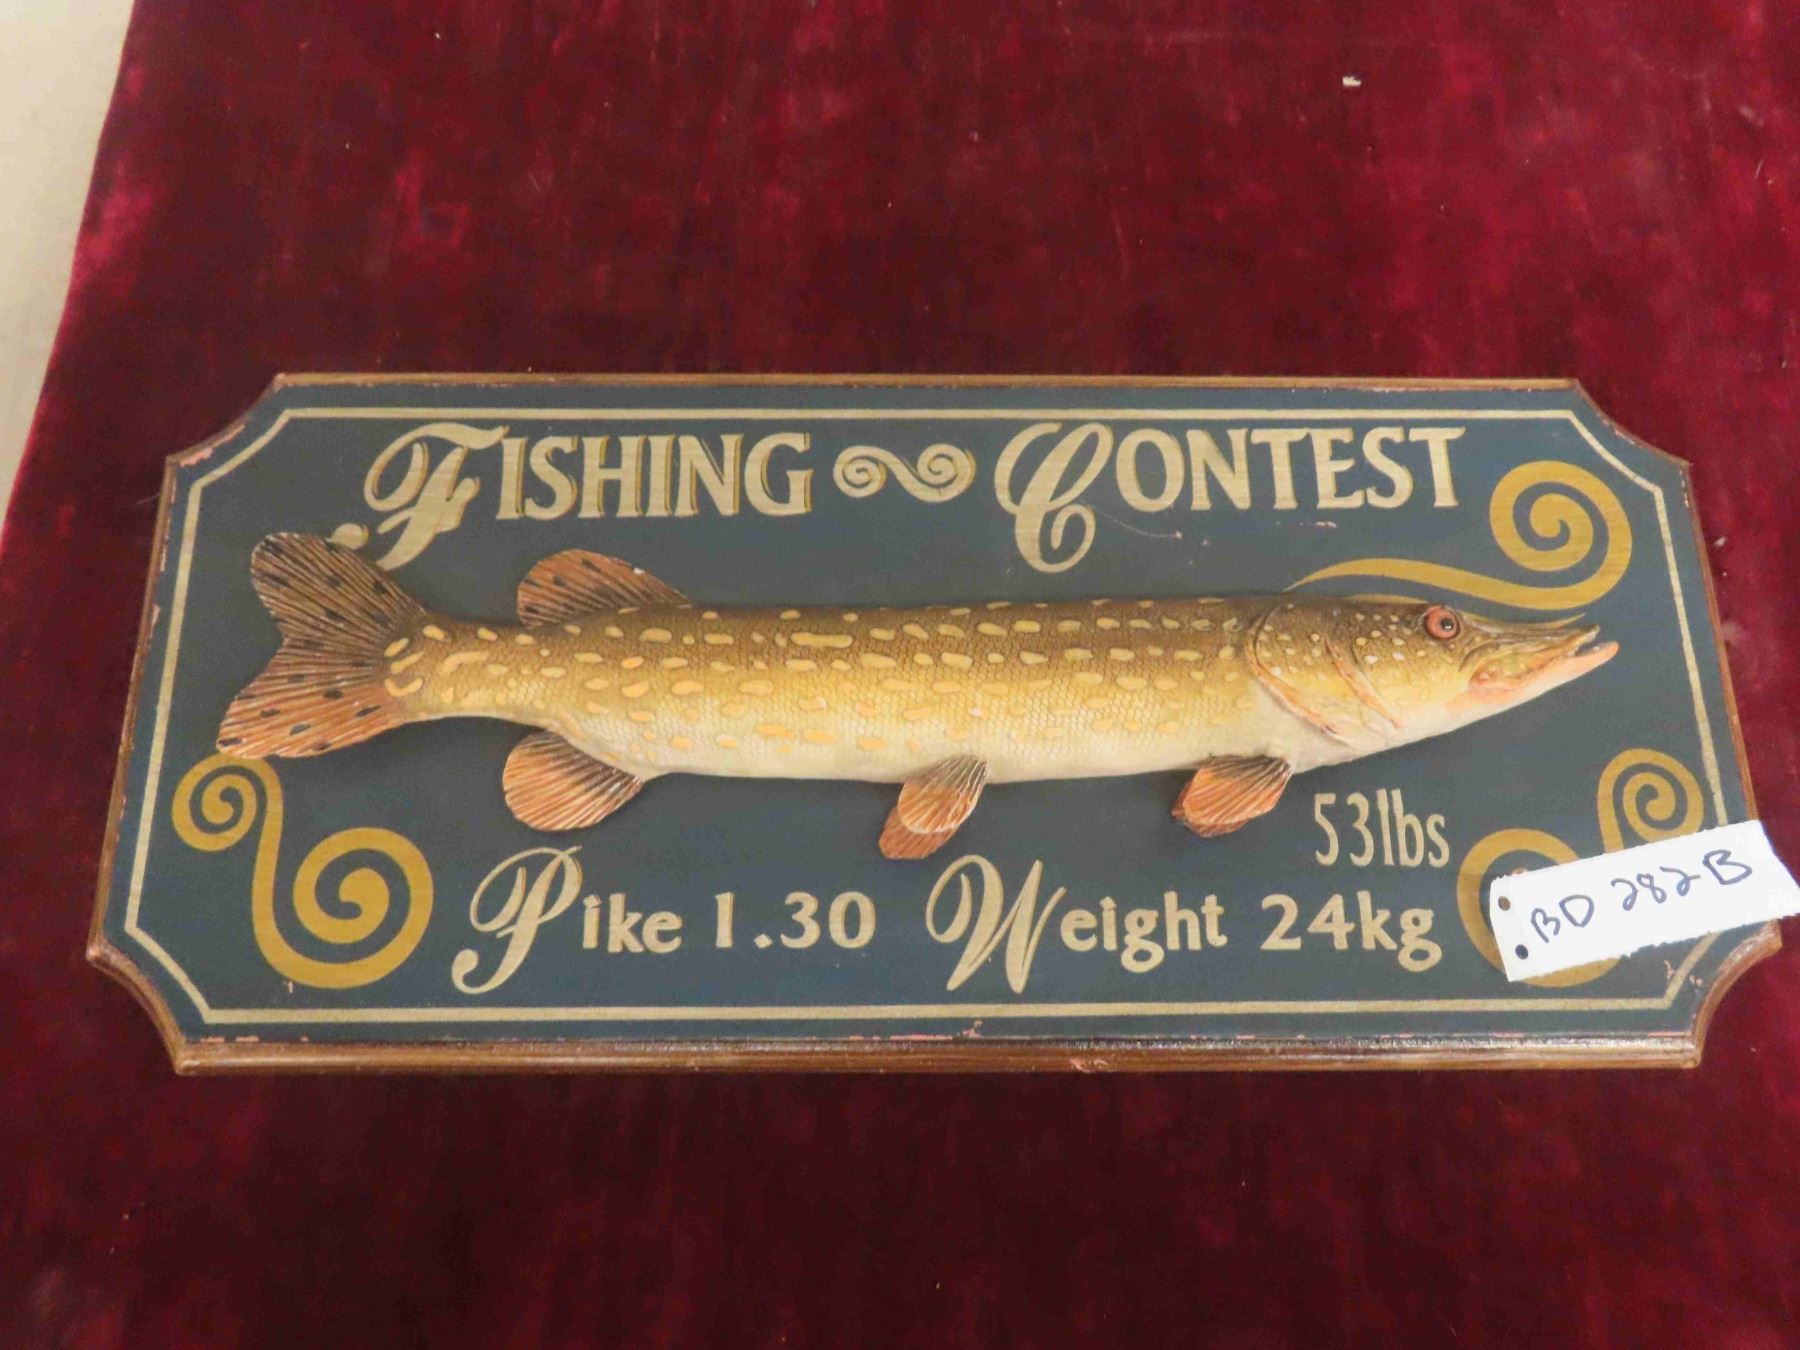 FISHING CONTEST
53lbs
Pike 1.30 Weight 24kg
BD 282B